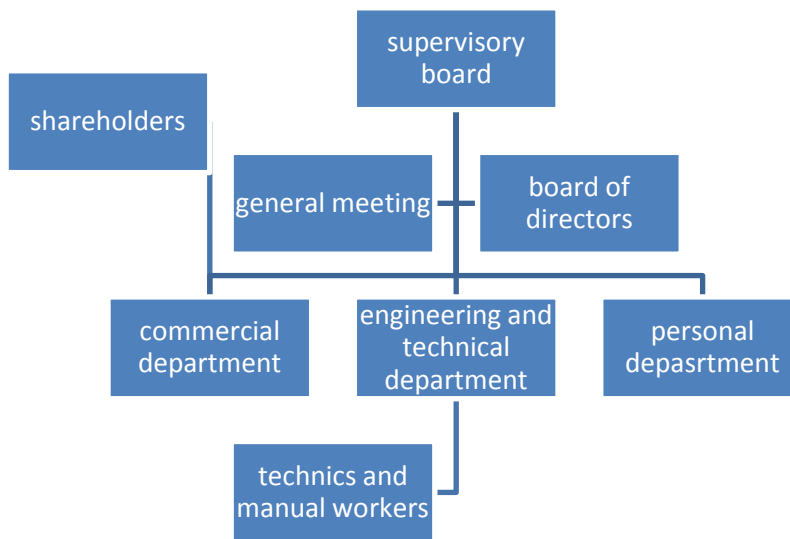 supervisory
board
shareholders
general meeting
board of
directors
commercial
department
engineering and
technical
department
personal
depasrtment
technics and
manual workers